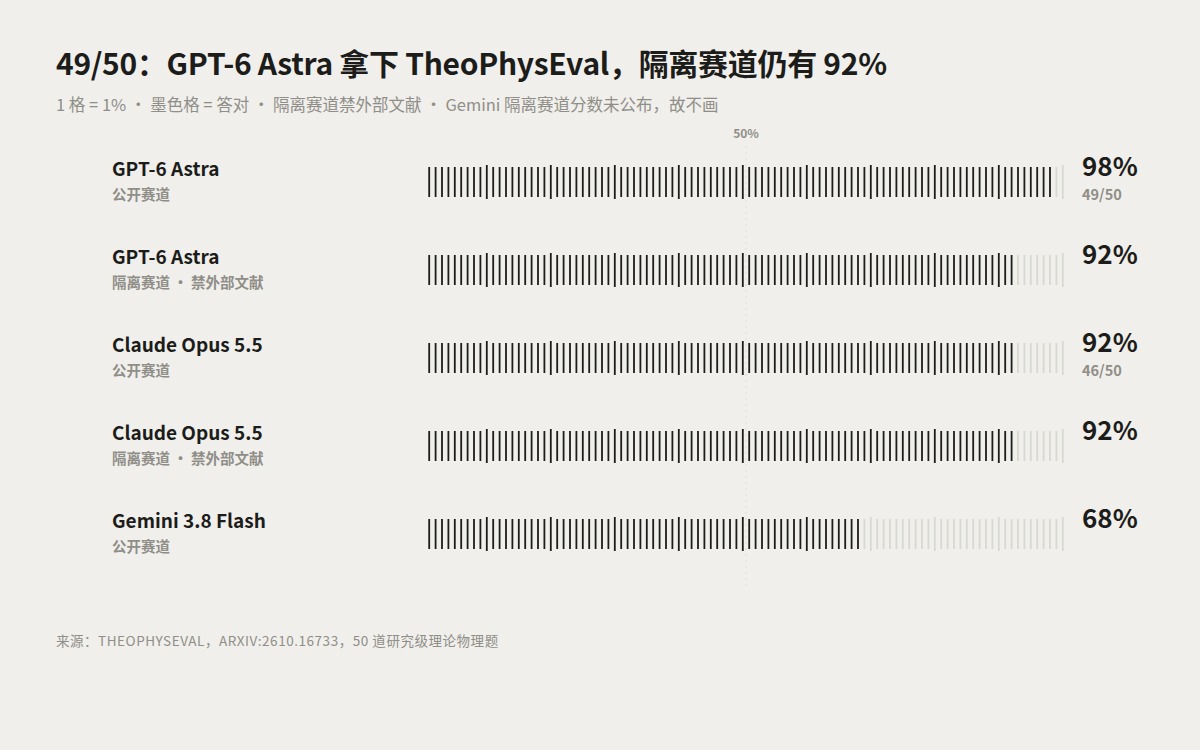 49/50：GPT-6 Astra 拿下 TheoPhysEval，隔离赛道仍有 92%
1 格 = 1% · 墨色格 = 答对 · 隔离赛道禁外部文献 · Gemini 隔离赛道分数未公布，故不画
50%
GPT-6 Astra
98%
公开赛道
49/50
GPT-6 Astra
92%
隔离赛道 · 禁外部文献
Claude Opus 5.5
92%
公开赛道
46/50
Claude Opus 5.5
92%
隔离赛道 · 禁外部文献
Gemini 3.8 Flash
68%
公开赛道
来源：THEOPHYSEVAL，ARXIV:2610.16733，50 道研究级理论物理题